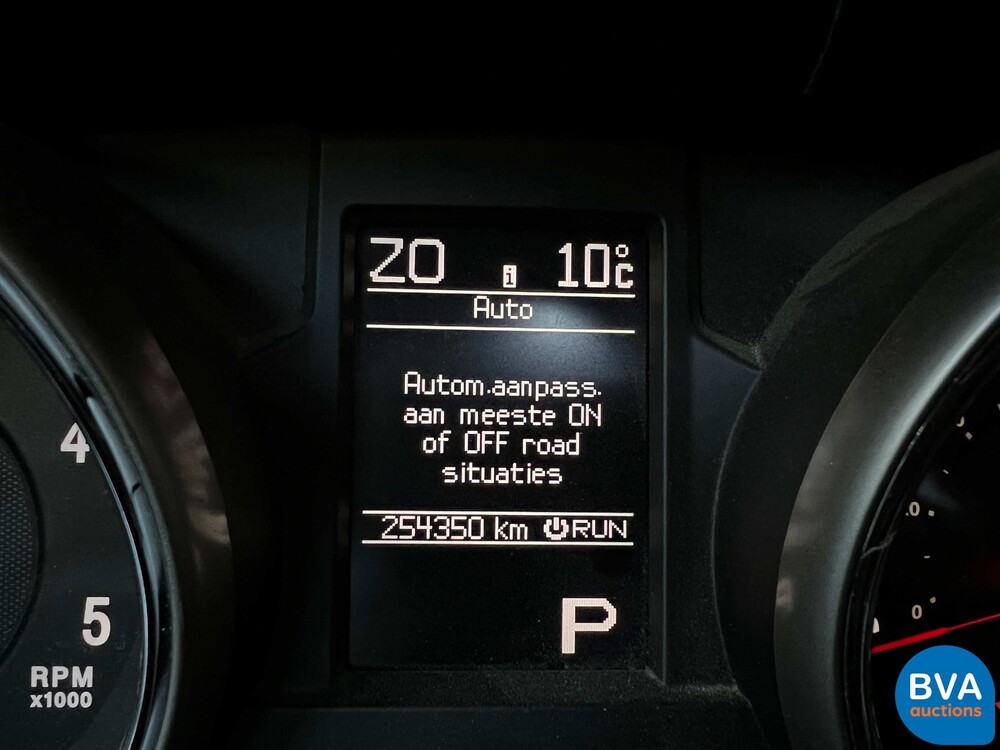 ZO
i
10°C
Auto
Autom.aanpass.
aan meeste ON
of OFF road
situaties
254350 km RUN
P
4
5
RPM
x1000
0
BVA
auctions